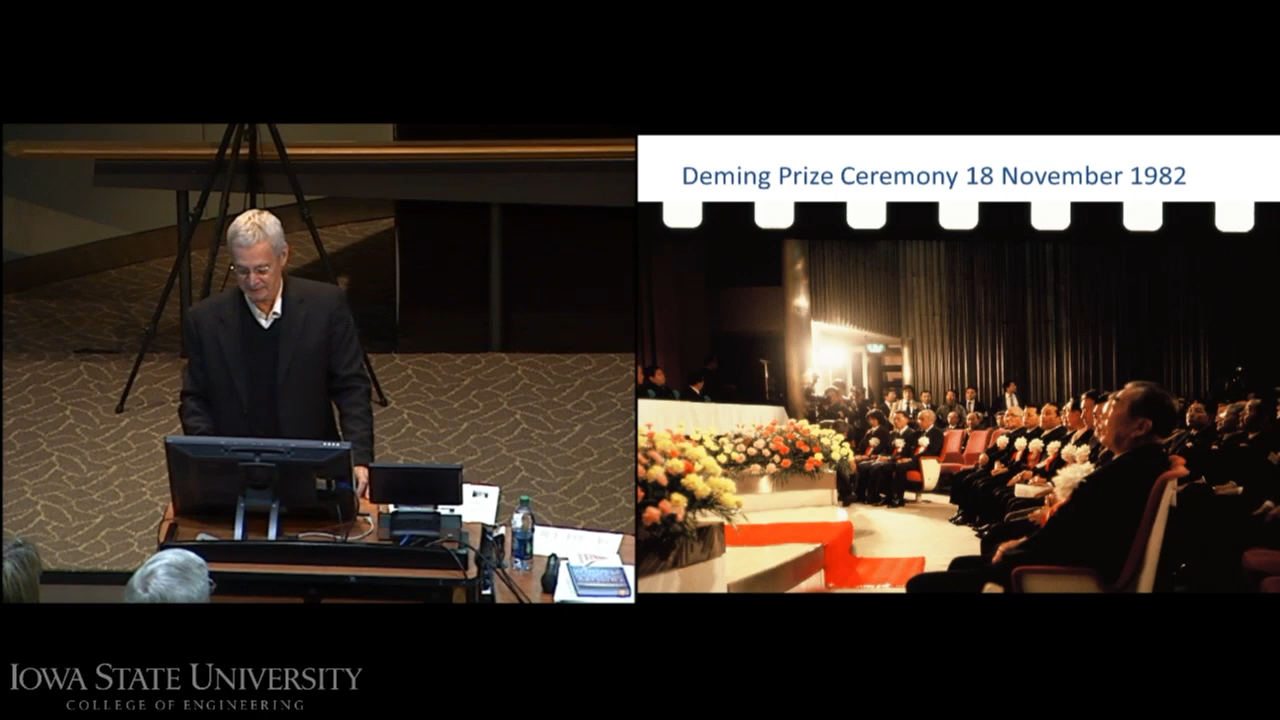 Deming Prize Ceremony 18 November 1982
IOWA STATE UNIVERSITY
COLLEGE OF ENGINEERING